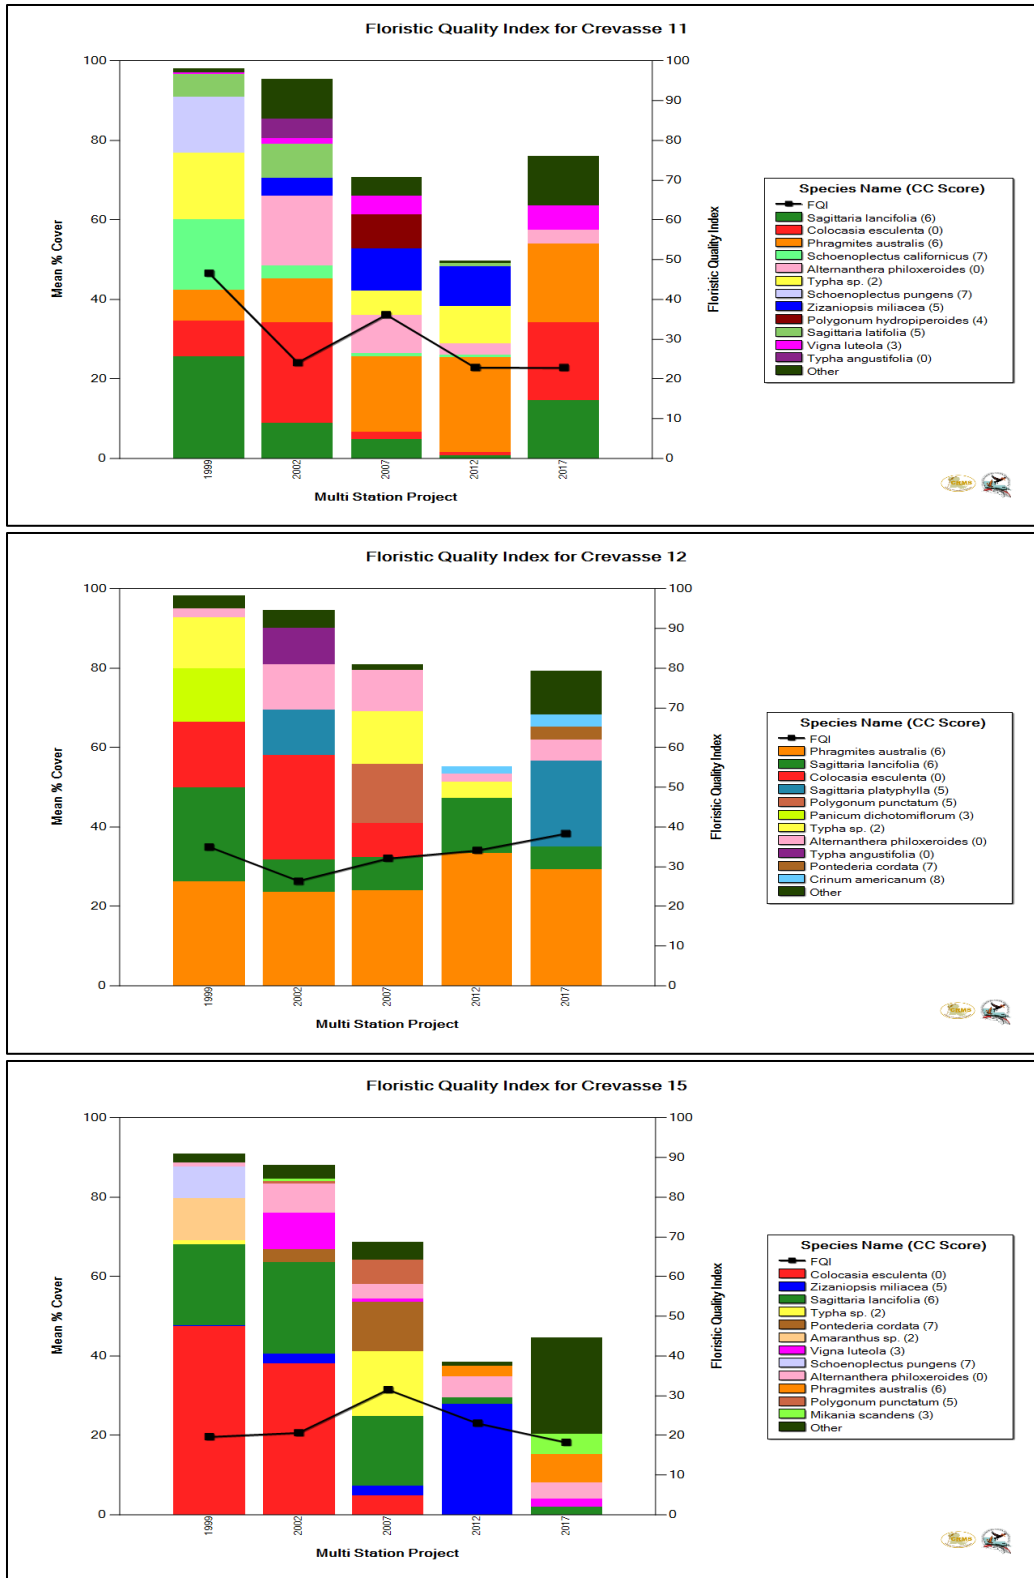 Floristic Quality Index for Crevasse 11
100
80
60
40
20
0
Mean % Cover
100
90
80
70
60
50
40
30
20
10
0
Floristic Quality Index
1999
2002
2007
2012
2017
Multi Station Project
Species Name (CC Score)
FQI
Sagittaria lancifolia (6)
Colocasia esculenta (0)
Phragmites australis (6)
Schoenoplectus californicus (7)
Alternanthera philoxeroides (0)
Typha sp. (2)
Schoenoplectus pungens (7)
Zizaniopsis miliacea (5)
Polygonum hydropiperoides (4)
Sagittaria latifolia (5)
Vigna luteola (3)
Typha angustifolia (0)
Other
Floristic Quality Index for Crevasse 12
100
80
60
40
20
0
Mean % Cover
100
90
80
70
60
50
40
30
20
10
0
Floristic Quality Index
1999
2002
2007
2012
2017
Multi Station Project
Species Name (CC Score)
FQI
Phragmites australis (6)
Sagittaria lancifolia (6)
Colocasia esculenta (0)
Sagittaria platyphylla (5)
Polygonum punctatum (5)
Panicum dichotomiflorum (3)
Typha sp. (2)
Alternanthera philoxeroides (0)
Typha angustifolia (0)
Pontederia cordata (7)
Crinum americanum (8)
Other
Floristic Quality Index for Crevasse 15
100
80
60
40
20
0
Mean % Cover
100
90
80
70
60
50
40
30
20
10
0
Floristic Quality Index
1999
2002
2007
2012
2017
Multi Station Project
Species Name (CC Score)
FQI
Colocasia esculenta (0)
Zizaniopsis miliacea (5)
Sagittaria lancifolia (6)
Typha sp. (2)
Pontederia cordata (7)
Amaranthus sp. (2)
Vigna luteola (3)
Schoenoplectus pungens (7)
Alternanthera philoxeroides (0)
Phragmites australis (6)
Polygonum punctatum (5)
Mikania scandens (3)
Other